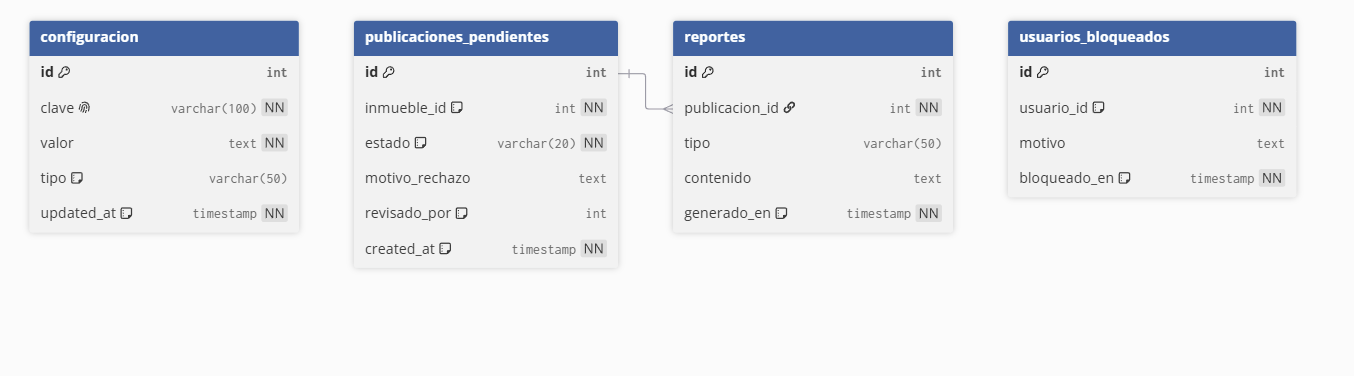 configuracion
id int
clave varchar(100) NN
valor text NN
tipo varchar(50)
updated_at timestamp NN
publicaciones_pendientes
id int
inmueble_id int NN
estado varchar(20) NN
motivo_rechazo text
revisado_por int
created_at timestamp NN
reportes
id int
publicacion_id int NN
tipo varchar(50)
contenido text
generado_en timestamp NN
usuarios_bloqueados
id int
usuario_id int NN
motivo text
bloqueado_en timestamp NN